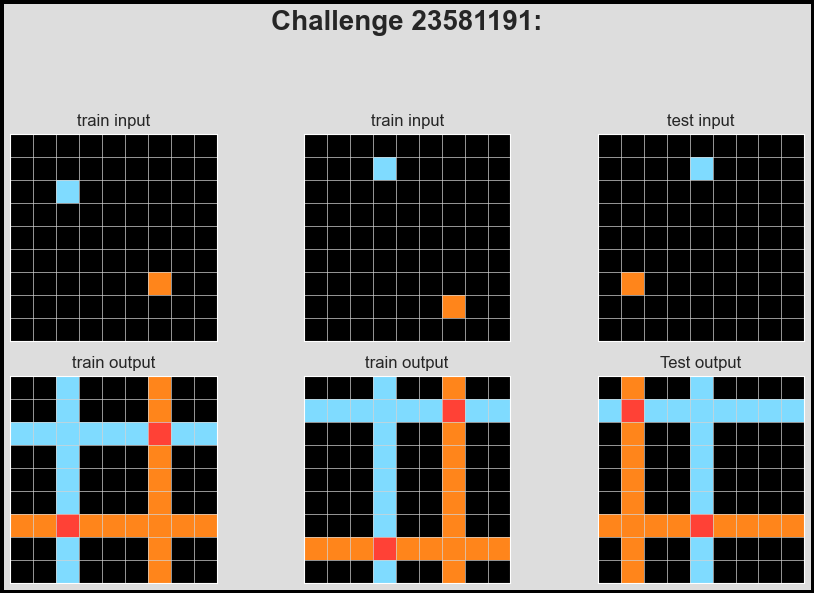 Challenge 23581191:
train input
train input
test input
train output
train output
Test output